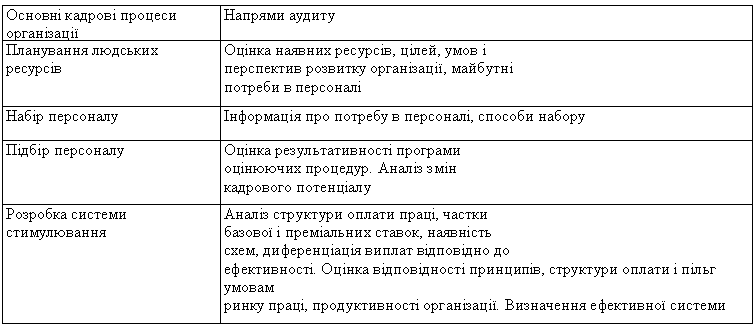 Основні кадрові процеси організації
Напрями аудиту
Планування людських ресурсів
Оцінка наявних ресурсів, цілей, умов і
перспектив розвитку організації, майбутні
потреби в персоналі
Набір персоналу
Інформація про потребу в персоналі, способи набору
Підбір персоналу
Оцінка результативності програми
оцінюючих процедур. Аналіз змін
кадрового потенціалу
Розробка системи
стимулювання
Аналіз структури оплати праці, частки
базової і преміальних ставок, наявність
схем, диференціація виплат відповідно до
ефективності. Оцінка відповідності принципів, структури оплати і пільг
умовам
ринку праці, продуктивності організації. Визначення ефективної системи